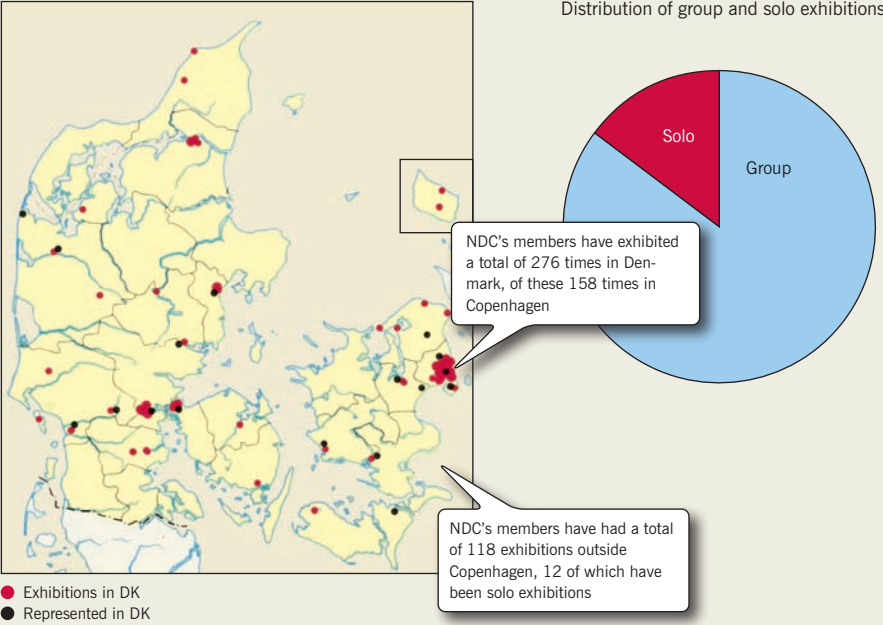 Distribution of group and solo exhibitions
Solo
Group
NDC's members have exhibited
a total of 276 times in Den-
mark, of these 158 times in
Copenhagen
NDC's members have had a total
of 118 exhibitions outside
Copenhagen, 12 of which have
been solo exhibitions
Exhibitions in DK
Represented in DK